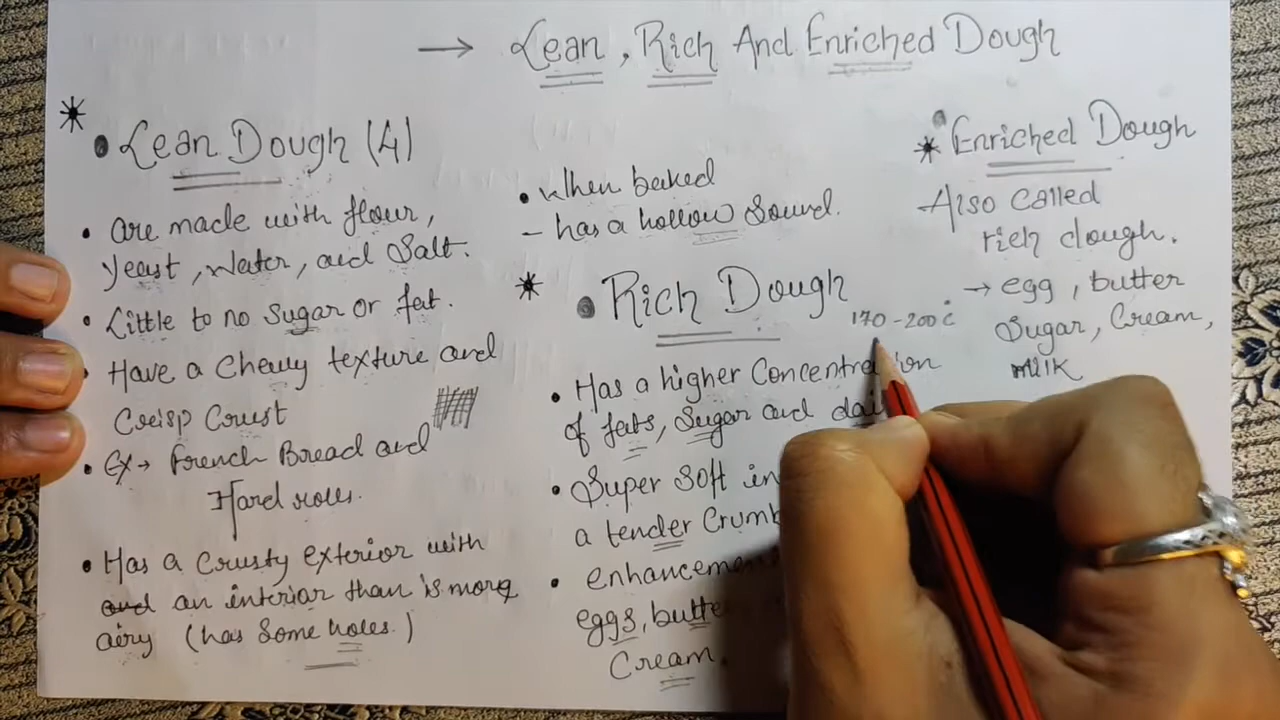 → Lean, Rich And Enriched Dough
* • Lean Dough (4)
• are made with flour,
yeast, water, and Salt.
• Little to no Sugar or fat.
• Have a Chewy texture and
Crisp Crust
• Ex → French Bread and
Hard rolls.
• Has a Crusty exterior with
and an interior than is more
airy (has Some holes.)
• When baked
- has a hollow Sound.
* • Rich Dough
170-200 C
• Has a higher Concentration
of fats, Sugar and
• Super Soft in
a tender Crumb
• enhancemen
eggs, butte
Cream.
* Enriched Dough
Also called
rich dough.
→ egg, butter
Sugar, Cream,
milk